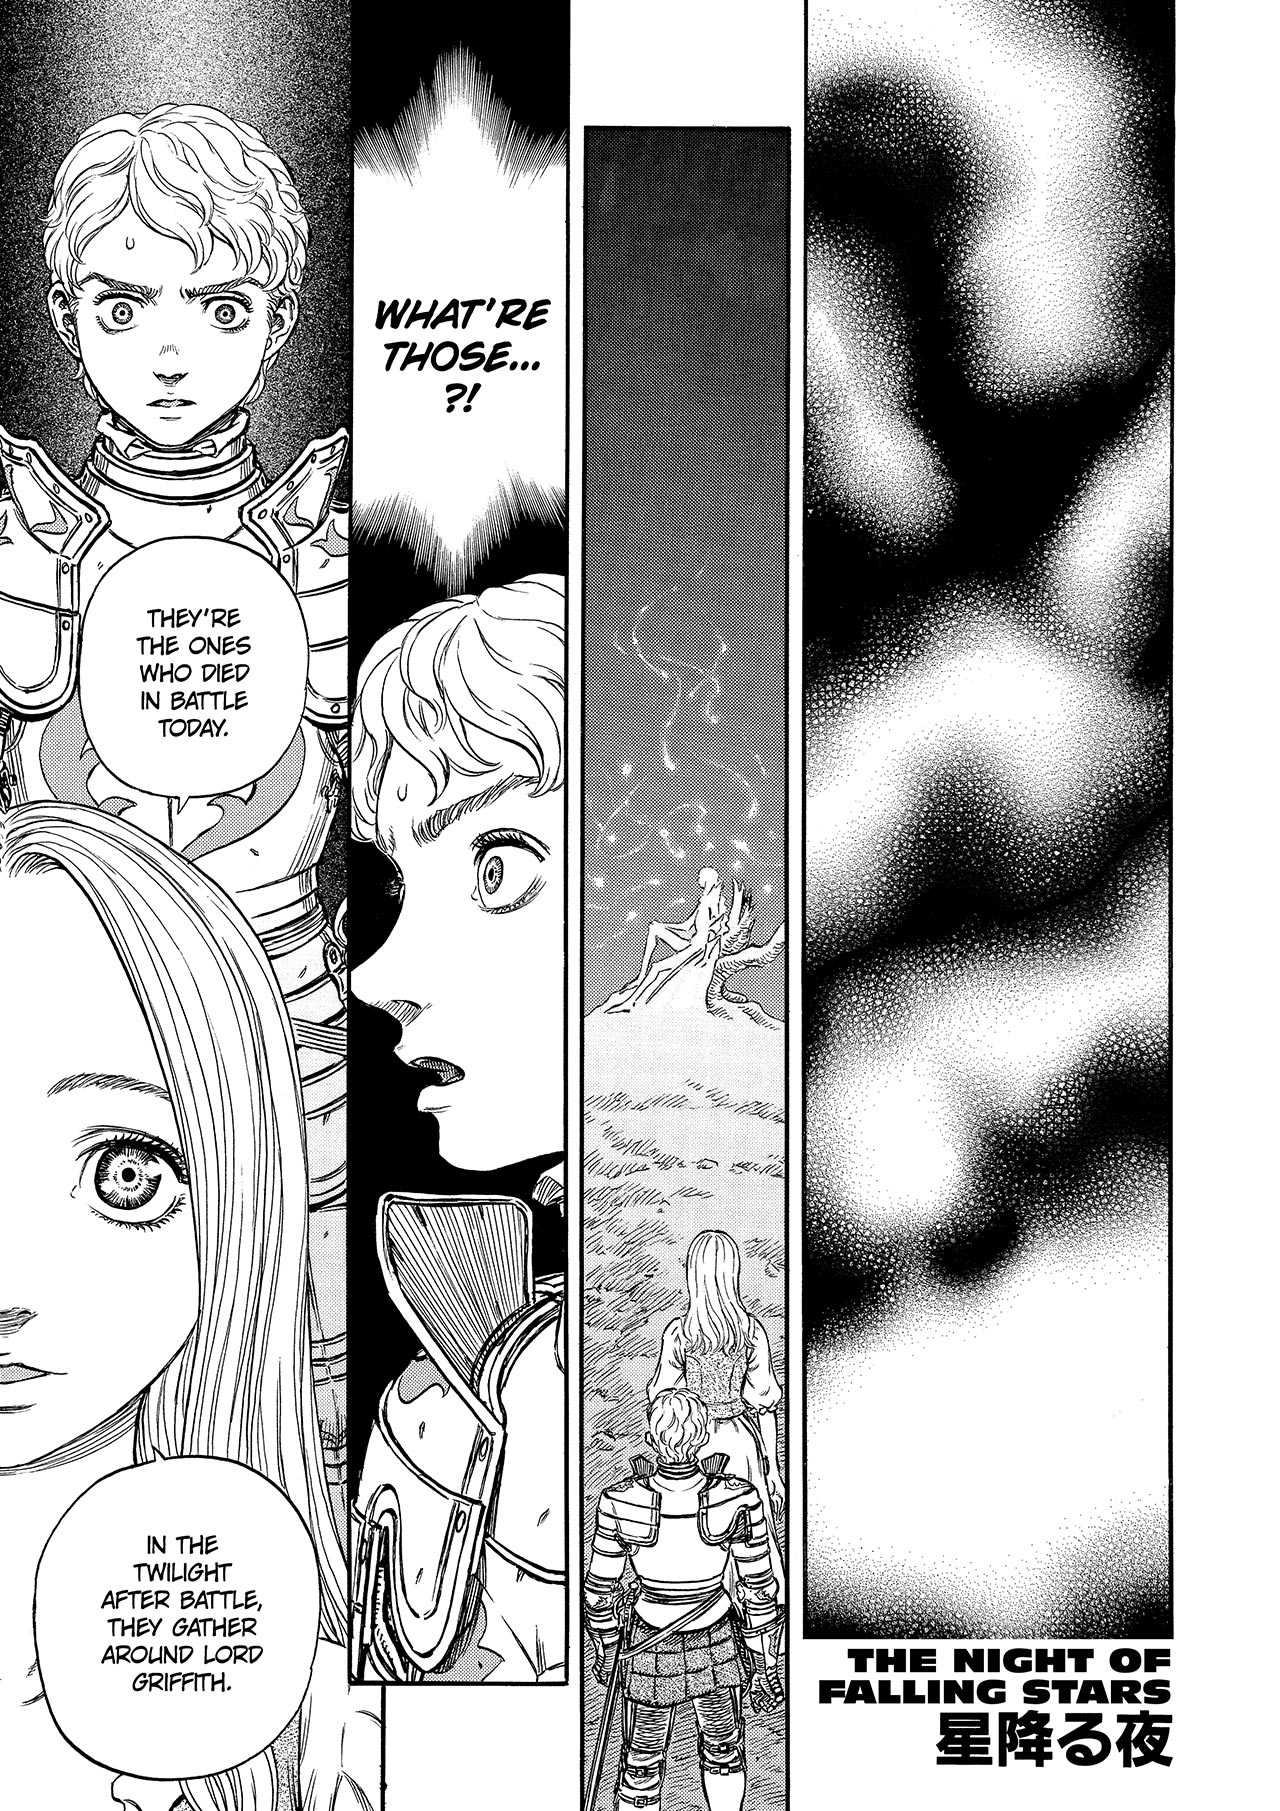 THE NIGHT OF
FALLING STARS
星降る夜
WHAT'RE
THOSE...
?!
THEY'RE
THE ONES
WHO DIED
IN BATTLE
TODAY.
IN THE
TWILIGHT
AFTER BATTLE,
THEY GATHER
AROUND LORD
GRIFFITH.